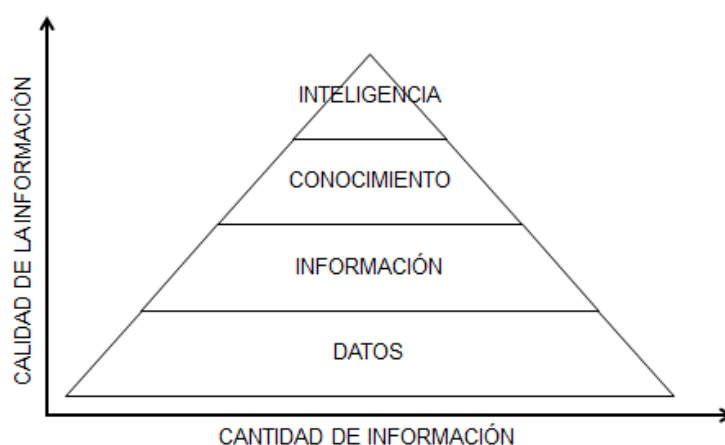 CALIDAD DE LA INFORMACIÓN
INTELIGENCIA
CONOCIMIENTO
INFORMACIÓN
DATOS
CANTIDAD DE INFORMACIÓN